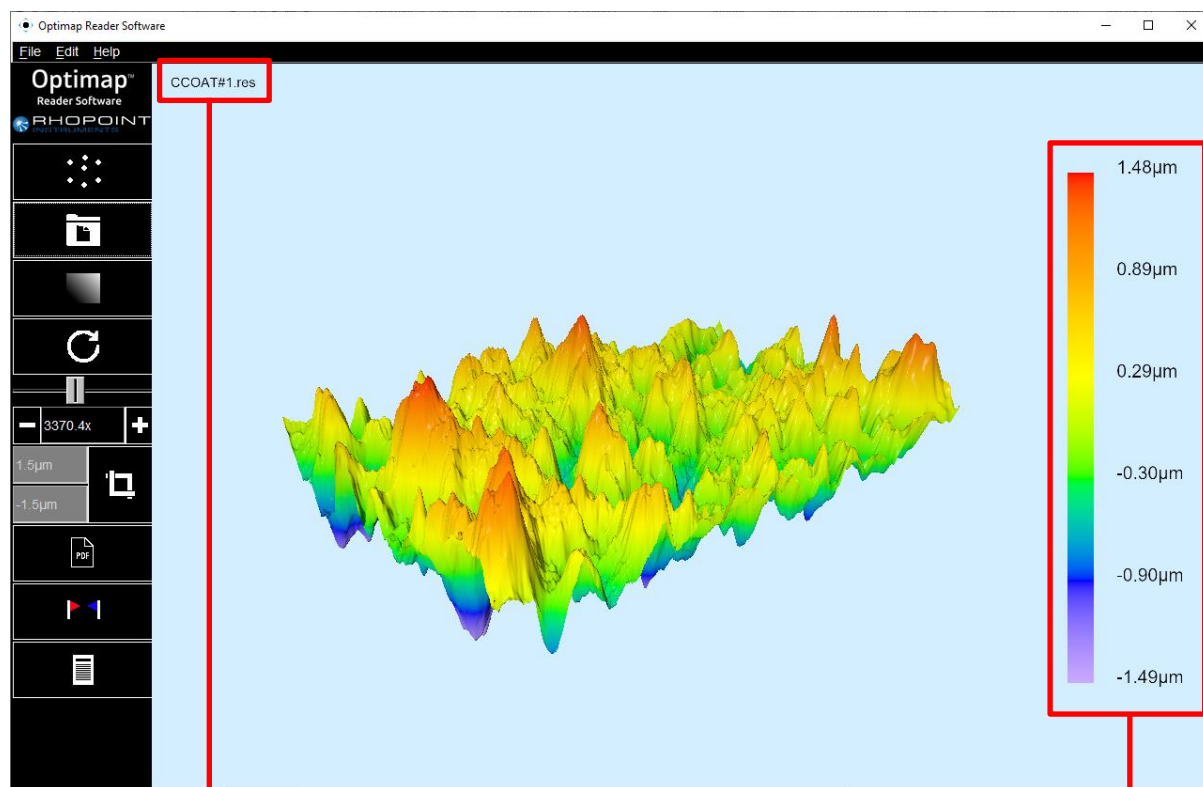 Optimap Reader Software
File Edit Help
Optimap™
Reader Software
RHOPOINT
INSTRUMENTS
CCOAT#1.res
3370.4x
1.5µm
-1.5µm
PDF
1.48µm
0.89µm
0.29µm
-0.30µm
-0.90µm
-1.49µm